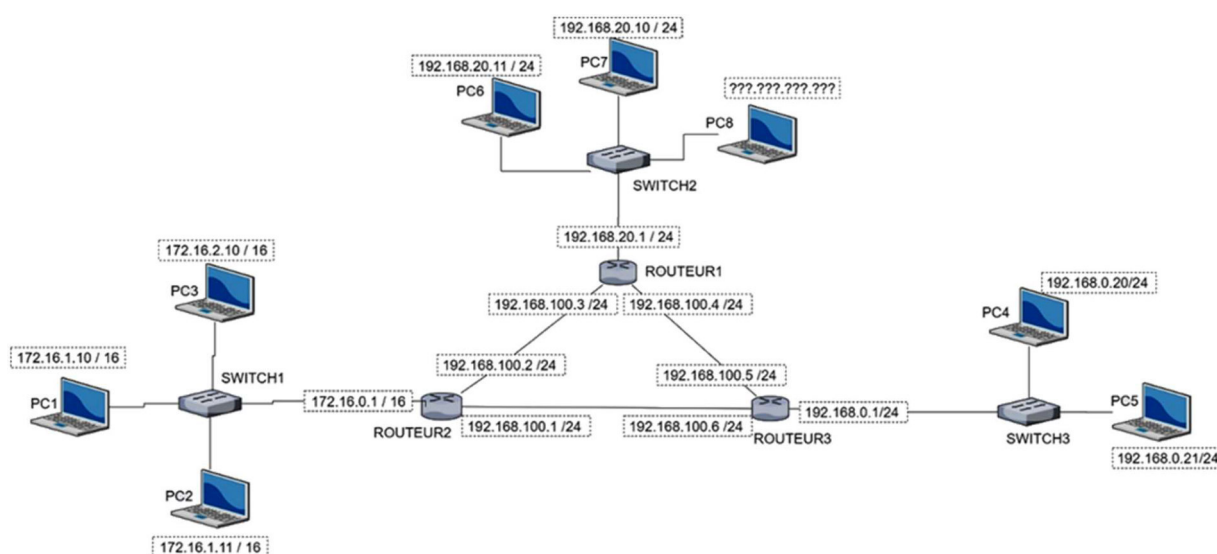 192.168.20.10 / 24
PC7
192.168.20.11 / 24
PC6
???.???.???.???
PC8
SWITCH2
192.168.20.1 / 24
ROUTEUR1
172.16.2.10 / 16
PC3
192.168.100.3 /24
192.168.100.4 /24
192.168.0.20/24
PC4
172.16.1.10 / 16
PC1
SWITCH1
192.168.100.2 /24
192.168.100.5 /24
172.16.0.1 / 16
ROUTEUR2
192.168.100.1 /24
192.168.100.6 /24
ROUTEUR3
192.168.0.1/24
SWITCH3
PC5
192.168.0.21/24
PC2
172.16.1.11 / 16